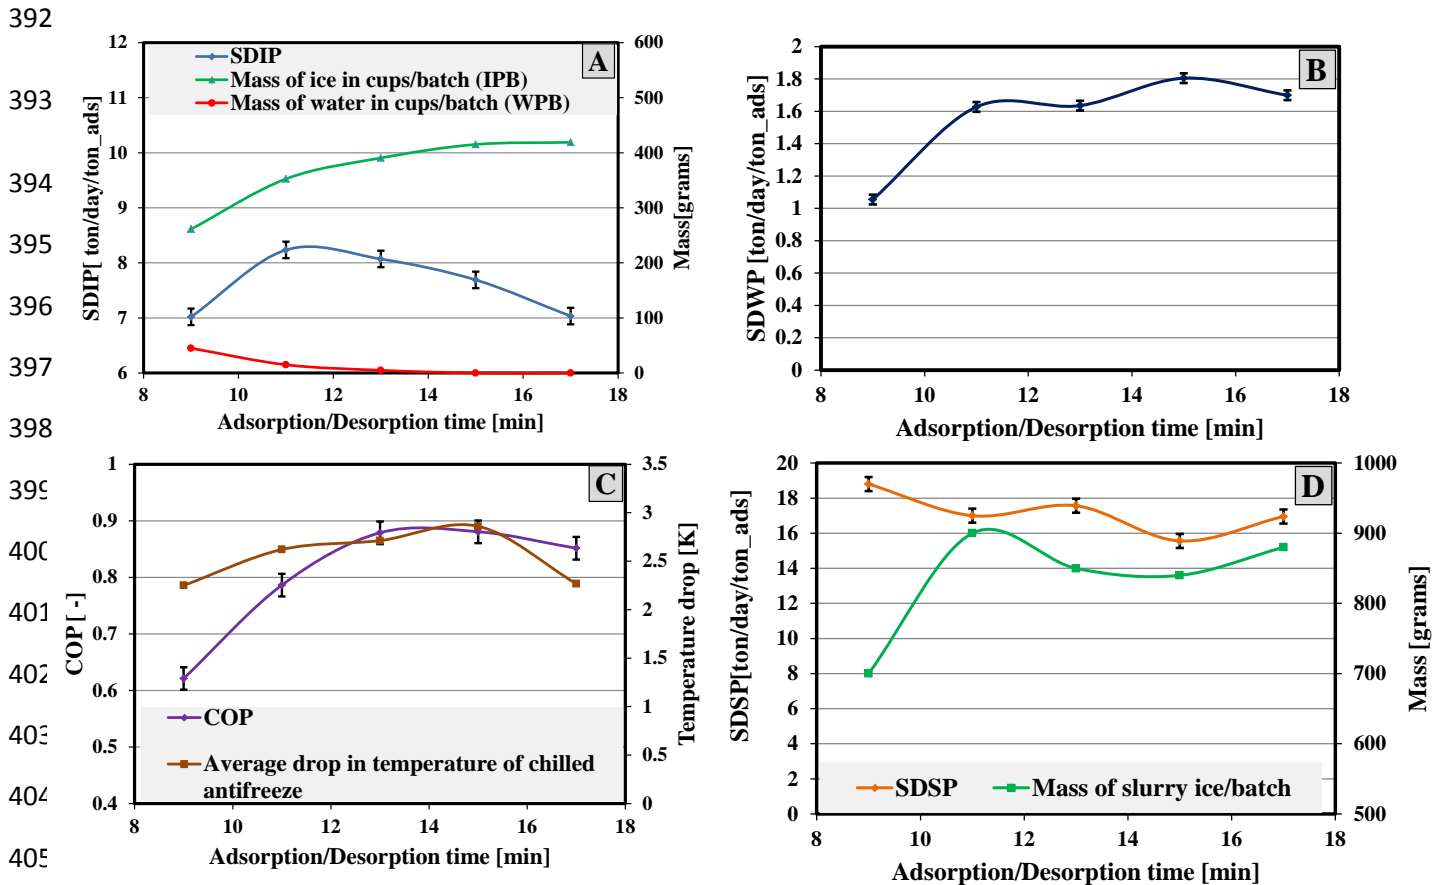 392
393
394
395
396
397
398
399
400
401
402
403
404
405
12
11
10
9
8
7
6
600
500
400
300
200
100
0
SDIP
Mass of ice in cups/batch (IPB)
Mass of water in cups/batch (WPB)
A
SDIP[ ton/day/ton_ads]
Mass[grams]
8 10 12 14 16 18
Adsorption/Desorption time [min]
2
1.8
1.6
1.4
1.2
1
0.8
0.6
0.4
0.2
0
B
SDWP [ton/day/ton_ads]
8 10 12 14 16 18
Adsorption/Desorption time [min]
1
0.9
0.8
0.7
0.6
0.5
0.4
3.5
3
2.5
2
1.5
1
0.5
0
C
COP [ - ]
Temperature drop [K]
COP
Average drop in temperature of chilled
antifreeze
8 10 12 14 16 18
Adsorption/Desorption time [min]
20
18
16
14
12
10
8
6
4
2
0
1000
900
800
700
600
500
D
SDSP[ton/day/ton_ads]
Mass [grams]
SDSP
Mass of slurry ice/batch
8 10 12 14 16 18
Adsorption/Desorption time [min]